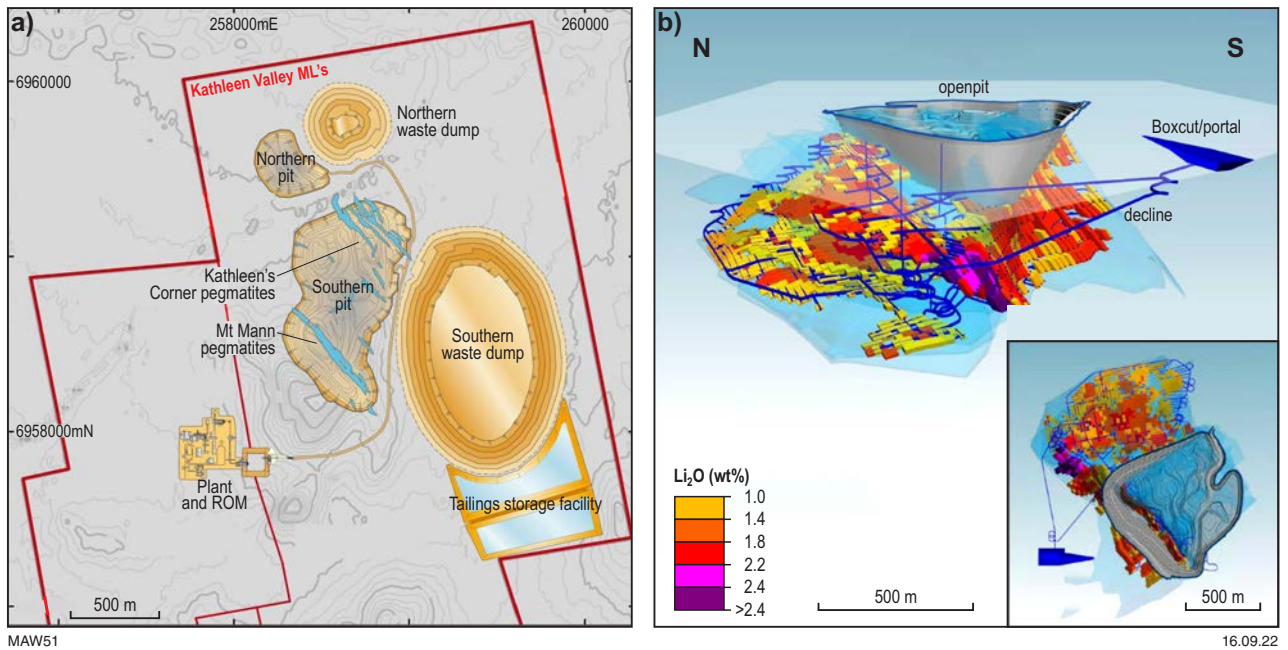 a)
258000mE
260000
6960000
Kathleen Valley ML's
Northern
waste dump
Northern
pit
Kathleen's
Corner pegmatites
Southern
pit
Mt Mann
pegmatites
Southern
waste dump
6958000mN
Plant
and ROM
Tailings storage facility
500 m
MAW51
b)
N
S
openpit
Boxcut/portal
decline
Li₂O (wt%)
1.0
1.4
1.8
2.2
2.4
>2.4
500 m
500 m
16.09.22